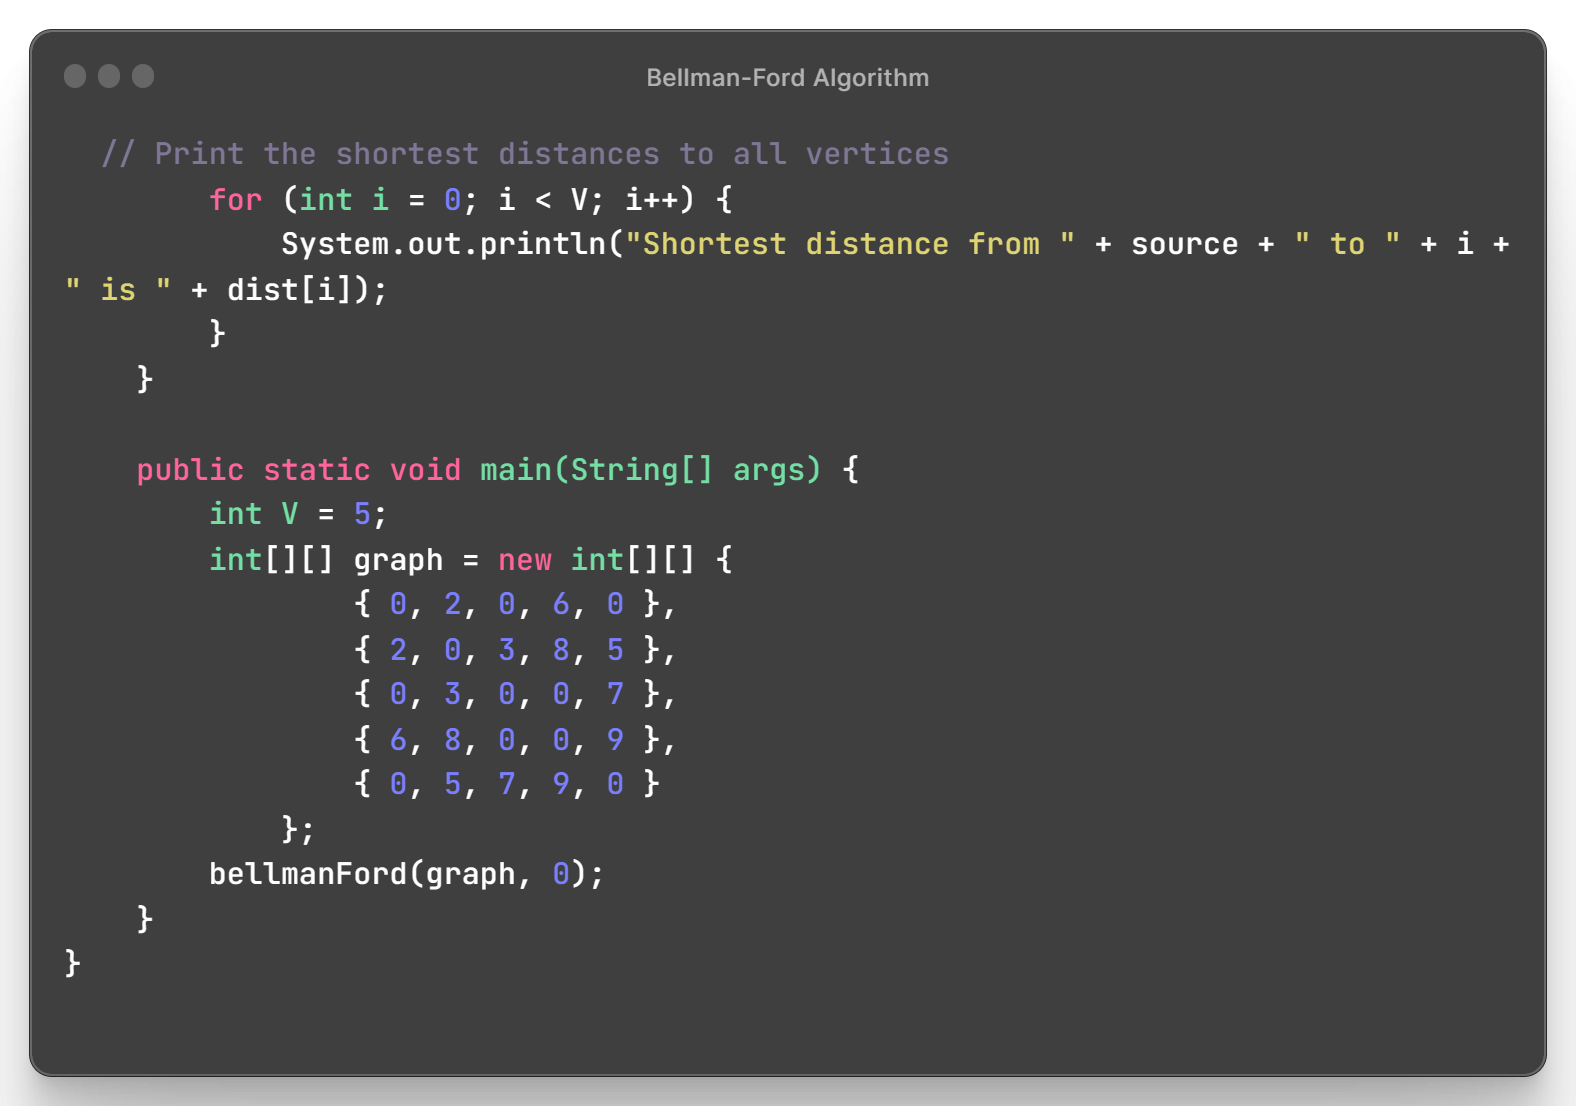 Bellman-Ford Algorithm
// Print the shortest distances to all vertices
for (int i = 0; i < V; i++) {
System.out.println("Shortest distance from " + source + " to " + i +
" is " + dist[i]);
}
}
public static void main(String[] args) {
int V = 5;
int[][] graph = new int[][] {
{ 0, 2, 0, 6, 0 },
{ 2, 0, 3, 8, 5 },
{ 0, 3, 0, 0, 7 },
{ 6, 8, 0, 0, 9 },
{ 0, 5, 7, 9, 0 }
};
bellmanFord(graph, 0);
}
}